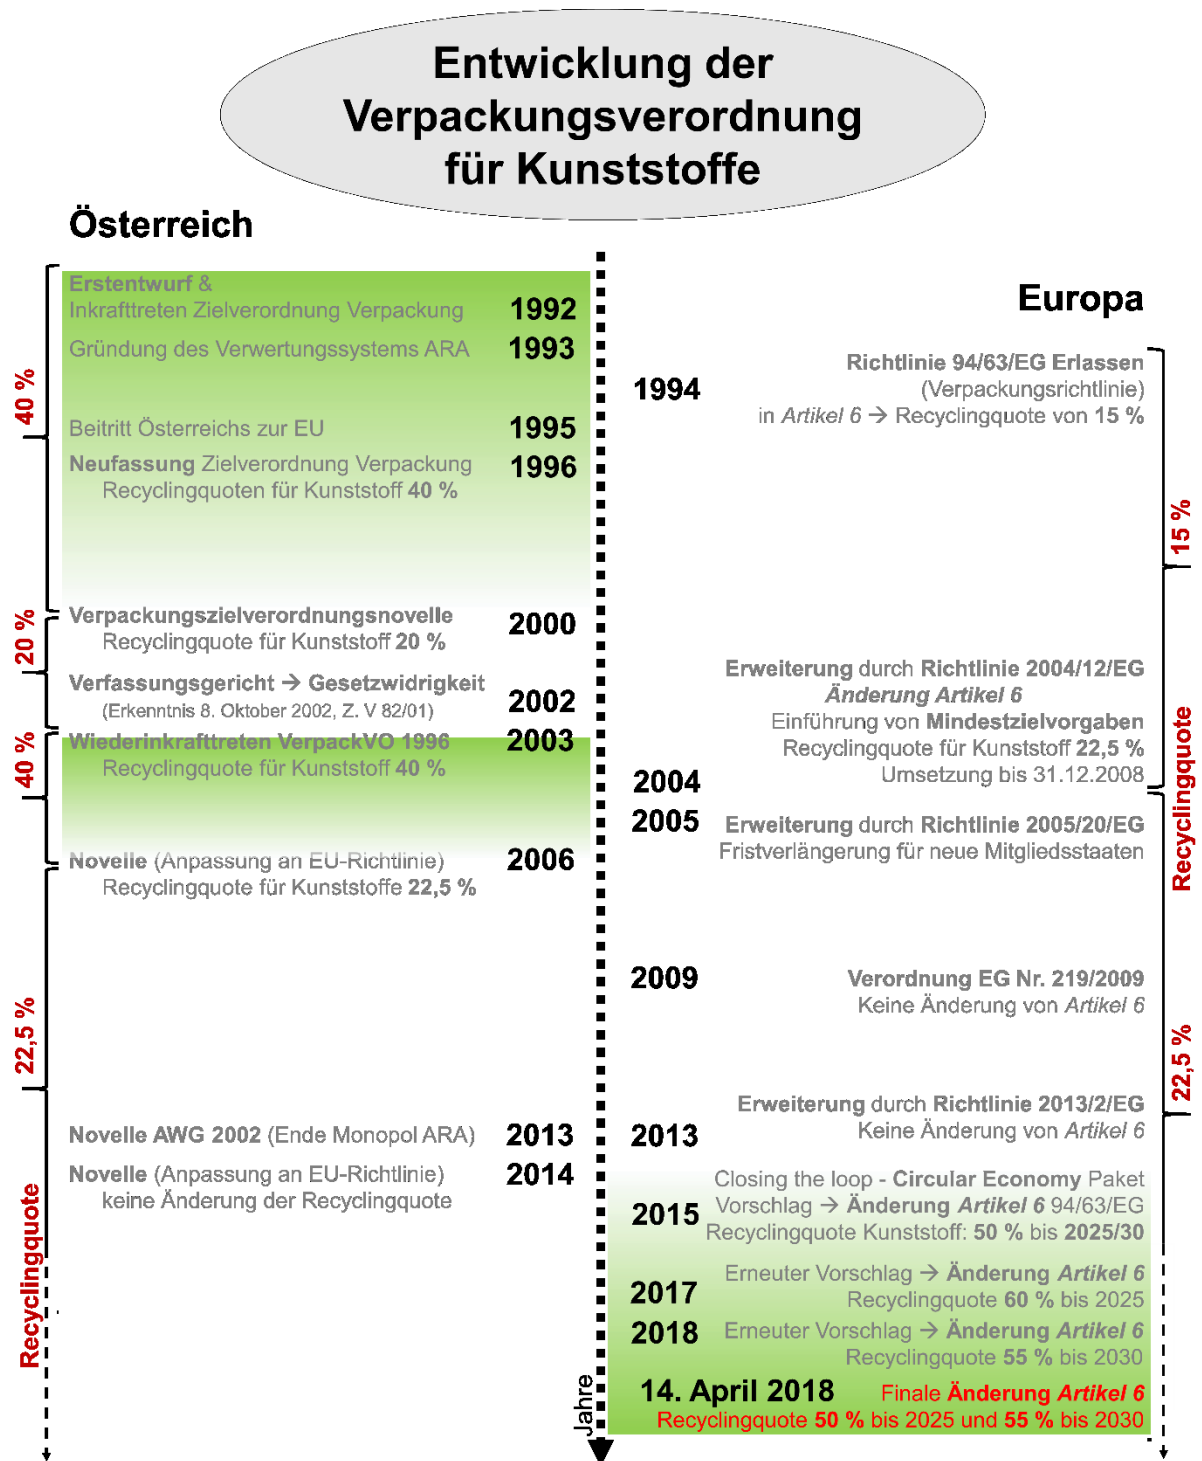 Entwicklung der
Verpackungsverordnung
für Kunststoffe
Österreich
Erstentwurf &
Inkrafttreten Zielverordnung Verpackung
1992
Gründung des Verwertungssystems ARA
1993
Beitritt Österreichs zur EU
1995
Neufassung Zielverordnung Verpackung
1996
Recyclingquoten für Kunststoff 40 %
Verpackungszielverordnungsnovelle
2000
Recyclingquote für Kunststoff 20 %
Verfassungsgericht → Gesetzwidrigkeit
2002
(Erkenntnis 8. Oktober 2002, Z. V 82/01)
Wiederinkrafttreten VerpackVO 1996
2003
Recyclingquote für Kunststoff 40 %
Novelle (Anpassung an EU-Richtlinie)
2006
Recyclingquote für Kunststoffe 22,5 %
Novelle AWG 2002 (Ende Monopol ARA)
2013
Novelle (Anpassung an EU-Richtlinie)
2014
keine Änderung der Recyclingquote
40 %
20 %
40 %
22,5 %
Recyclingquote
Jahre
Europa
1994
Richtlinie 94/63/EG Erlassen
(Verpackungsrichtlinie)
in Artikel 6 → Recyclingquote von 15 %
Erweiterung durch Richtlinie 2004/12/EG
Änderung Artikel 6
Einführung von Mindestzielvorgaben
Recyclingquote für Kunststoff 22,5 %
Umsetzung bis 31.12.2008
2004
2005
Erweiterung durch Richtlinie 2005/20/EG
Fristverlängerung für neue Mitgliedsstaaten
2009
Verordnung EG Nr. 219/2009
Keine Änderung von Artikel 6
Erweiterung durch Richtlinie 2013/2/EG
2013
Keine Änderung von Artikel 6
Closing the loop - Circular Economy Paket
2015
Vorschlag → Änderung Artikel 6 94/63/EG
Recyclingquote Kunststoff: 50 % bis 2025/30
2017
Erneuter Vorschlag → Änderung Artikel 6
Recyclingquote 60 % bis 2025
2018
Erneuter Vorschlag → Änderung Artikel 6
Recyclingquote 55 % bis 2030
14. April 2018
Finale Änderung Artikel 6
Recyclingquote 50 % bis 2025 und 55 % bis 2030
15 %
Recyclingquote
22,5 %